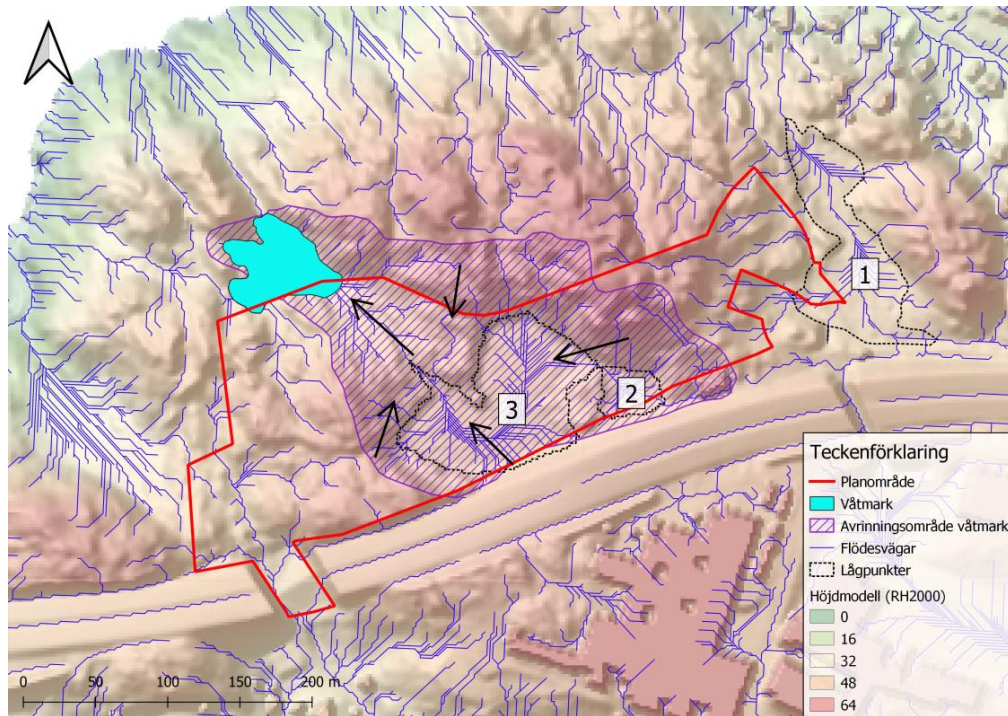 1
2
3
Teckenförklaring
Planområde
Våtmark
Avrinningsområde våtmark
Flödesvägar
Lågpunkter
Höjdmodell (RH2000)
0
16
32
48
64
0 50 100 150 200 m